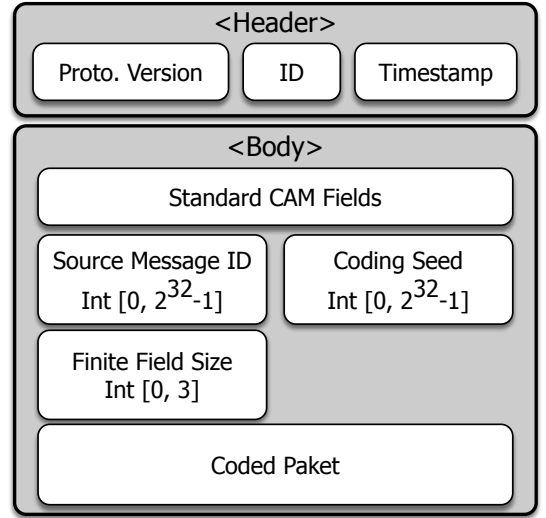 <Header>
Proto. Version
ID
Timestamp
<Body>
Standard CAM Fields
Source Message ID
Int [0, 2^32-1]
Coding Seed
Int [0, 2^32-1]
Finite Field Size
Int [0, 3]
Coded Paket